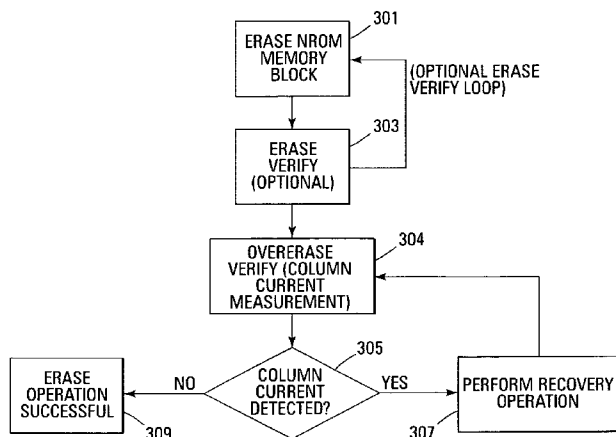 301
ERASE NROM
MEMORY
BLOCK
(OPTIONAL ERASE
VERIFY LOOP)
303
ERASE
VERIFY
(OPTIONAL)
304
OVERERASE
VERIFY (COLUMN
CURRENT
MEASUREMENT)
305
COLUMN
CURRENT
DETECTED?
NO
YES
ERASE
OPERATION
SUCCESSFUL
309
PERFORM RECOVERY
OPERATION
307